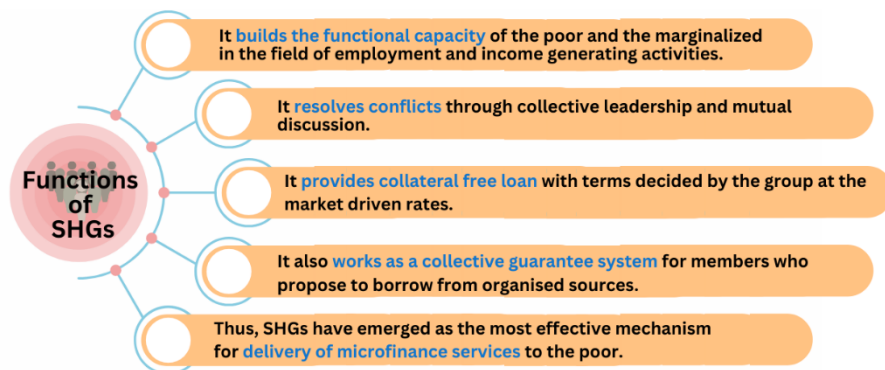 Functions
of
SHGs
It builds the functional capacity of the poor and the marginalized
in the field of employment and income generating activities.
It resolves conflicts through collective leadership and mutual
discussion.
It provides collateral free loan with terms decided by the group at the
market driven rates.
It also works as a collective guarantee system for members who
propose to borrow from organised sources.
Thus, SHGs have emerged as the most effective mechanism
for delivery of microfinance services to the poor.